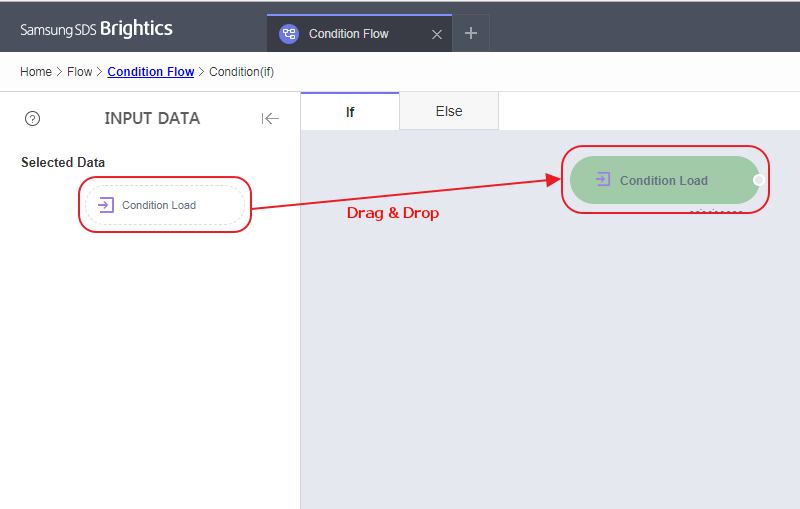 Samsung SDS Brightics
Condition Flow
Home > Flow > Condition Flow > Condition(if)
INPUT DATA
If
Else
Selected Data
Condition Load
Condition Load
Drag & Drop